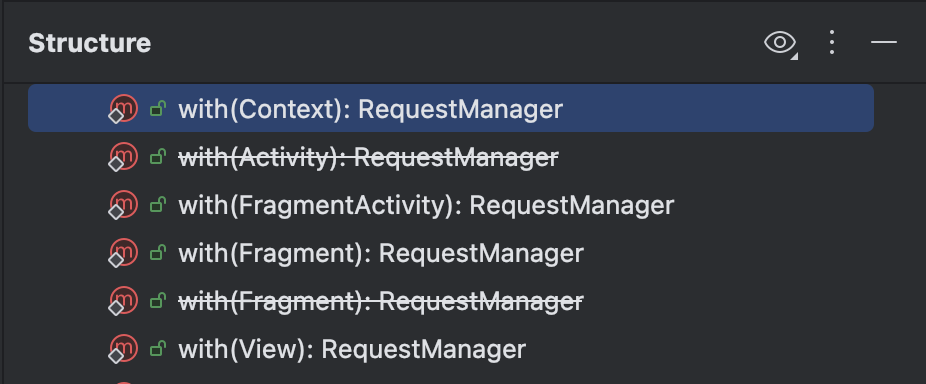 Structure
with(Context): RequestManager
with(Activity): RequestManager
with(FragmentActivity): RequestManager
with(Fragment): RequestManager
with(Fragment): RequestManager
with(View): RequestManager